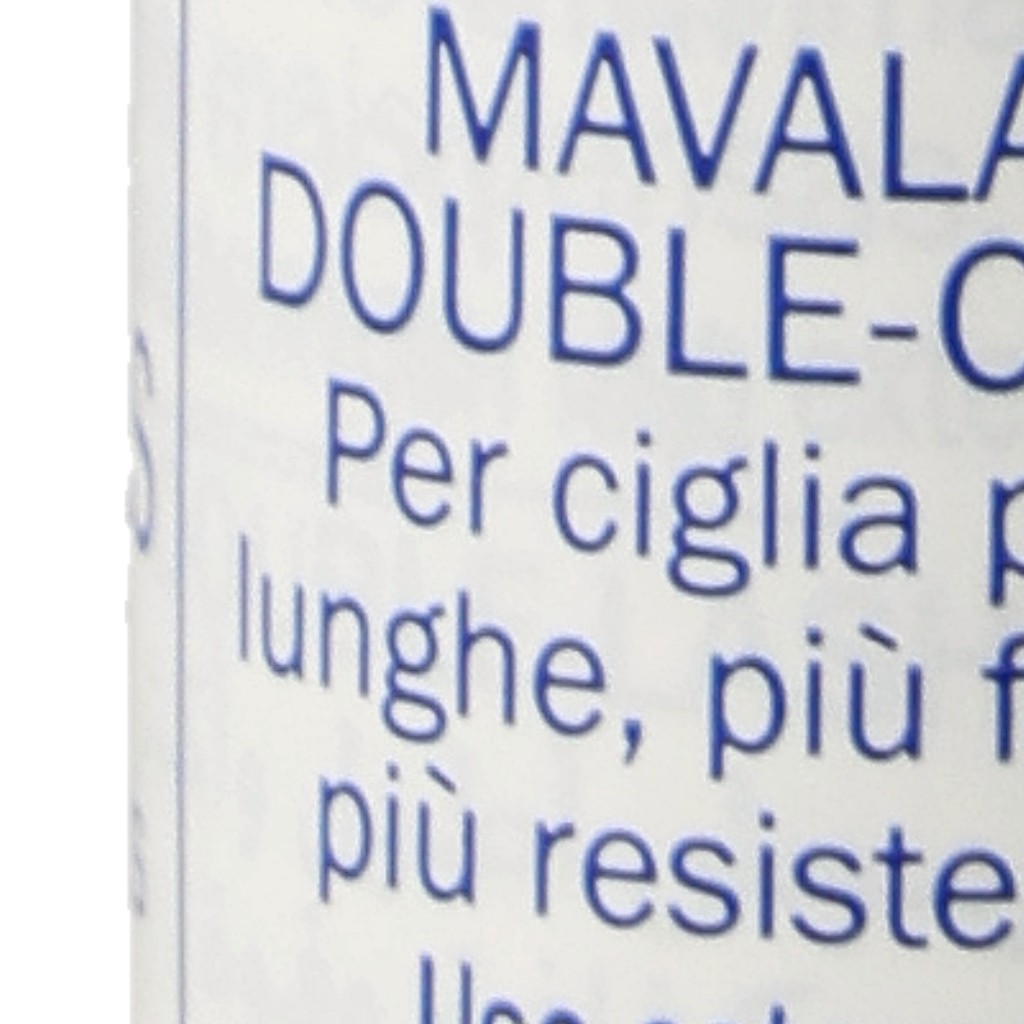 MAVALA
DOUBLE-
Per ciglia
lunghe, più
più resiste